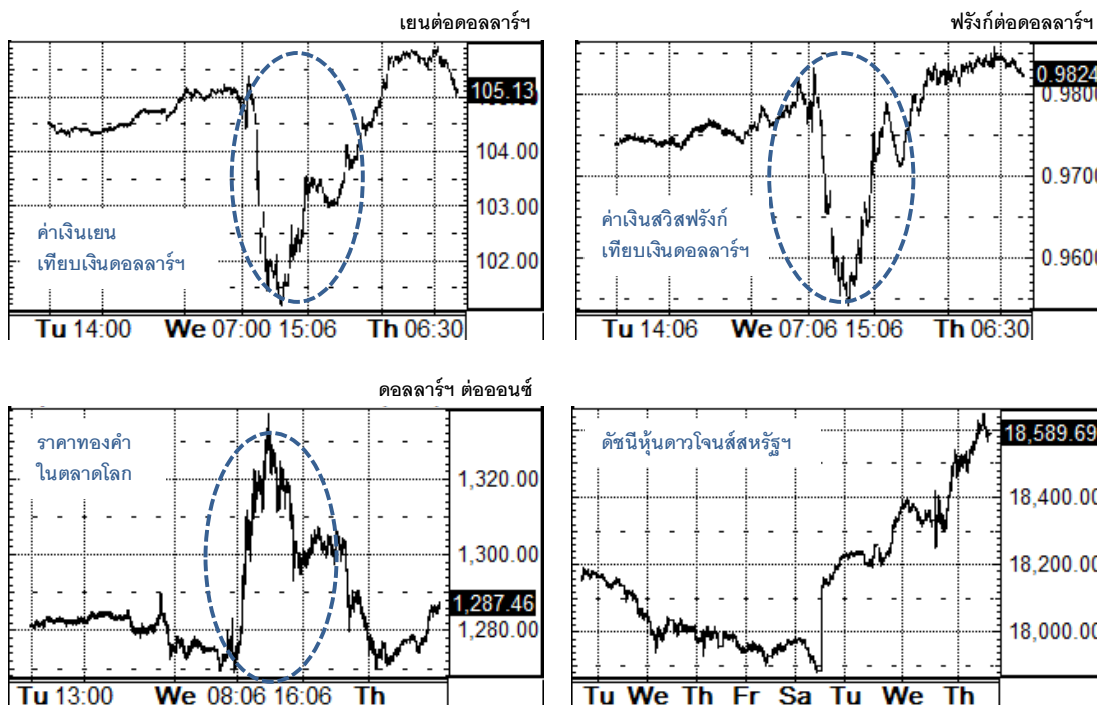 เยนต่อดอลลาร์ฯ
105.13
104.00
103.00
102.00
ค่าเงินเยน
เทียบเงินดอลลาร์ฯ
Tu 14:00 We 07:00 15:06 Th 06:30
ฟรังก์ต่อดอลลาร์ฯ
0.9824
0.9800
0.9700
0.9600
ค่าเงินสวิสฟรังก์
เทียบเงินดอลลาร์ฯ
Tu 14:06 We 07:06 15:06 Th 06:30
ดอลลาร์ฯ ต่อออนซ์
ราคาทองคำ
ในตลาดโลก
1,320.00
1,300.00
1,287.46
1,280.00
Tu 13:00 We 08:06 16:06 Th
ดัชนีหุ้นดาวโจนส์สหรัฐฯ
18,589.69
18,400.00
18,200.00
18,000.00
Tu We Th Fr Sa Tu We Th